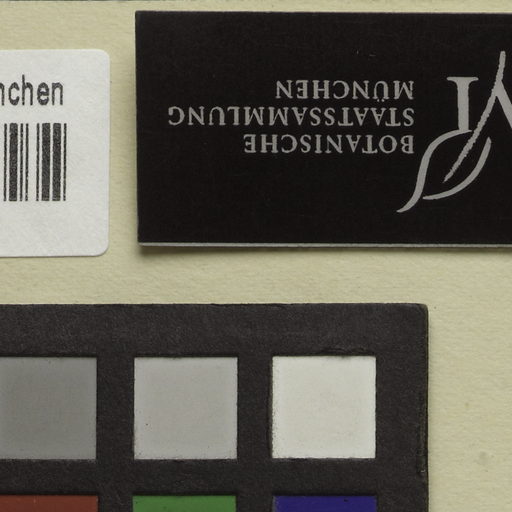 BOTANISCHE
STAATSSAMMLUNG
MÜNCHEN
nchen